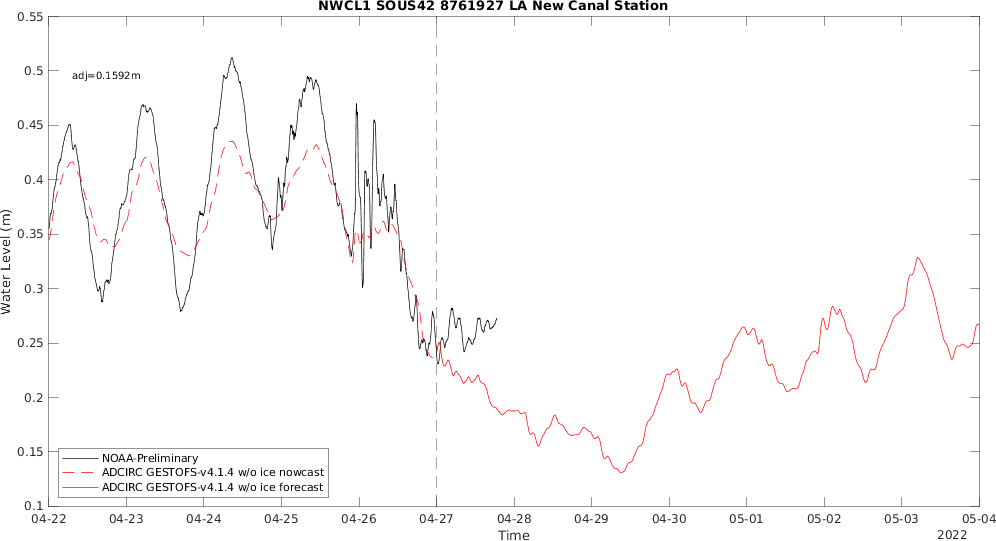 NWCL1 SOUS42 8761927 LA New Canal Station
adj=0.1592m
Water Level (m)
0.55
0.5
0.45
0.4
0.35
0.3
0.25
0.2
0.15
0.1
NOAA-Preliminary
ADCIRC GESTOFS-v4.1.4 w/o ice nowcast
ADCIRC GESTOFS-v4.1.4 w/o ice forecast
04-22 04-23 04-24 04-25 04-26 04-27 04-28 04-29 04-30 05-01 05-02 05-03 05-04
Time
2022